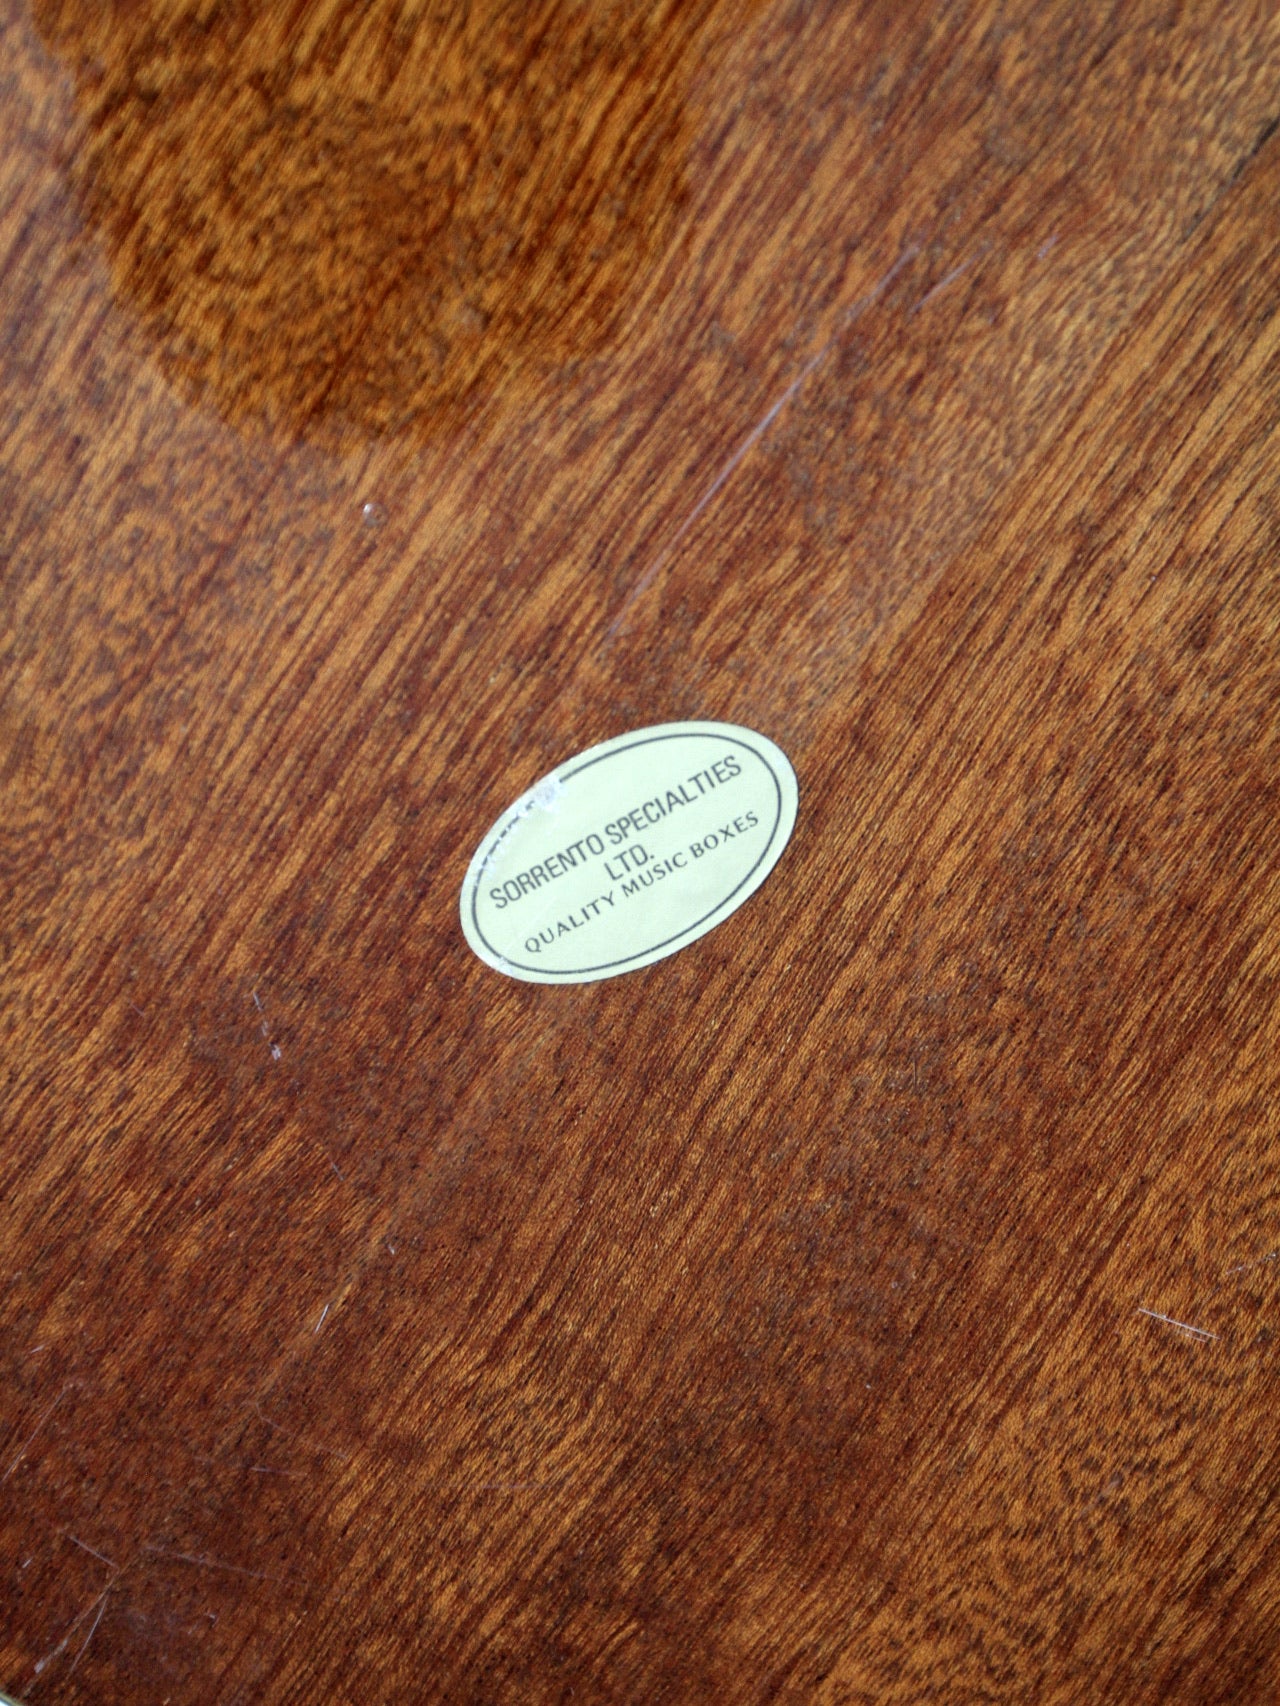 SORRENTO SPECIALTIES
LTD.
QUALITY MUSIC BOXES